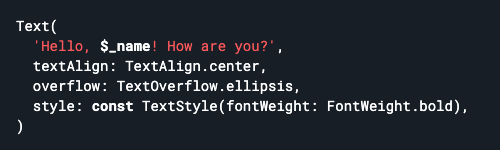 Text(
  'Hello, $_name! How are you?',
  textAlign: TextAlign.center,
  overflow: TextOverflow.ellipsis,
  style: const TextStyle(fontWeight: FontWeight.bold),
)